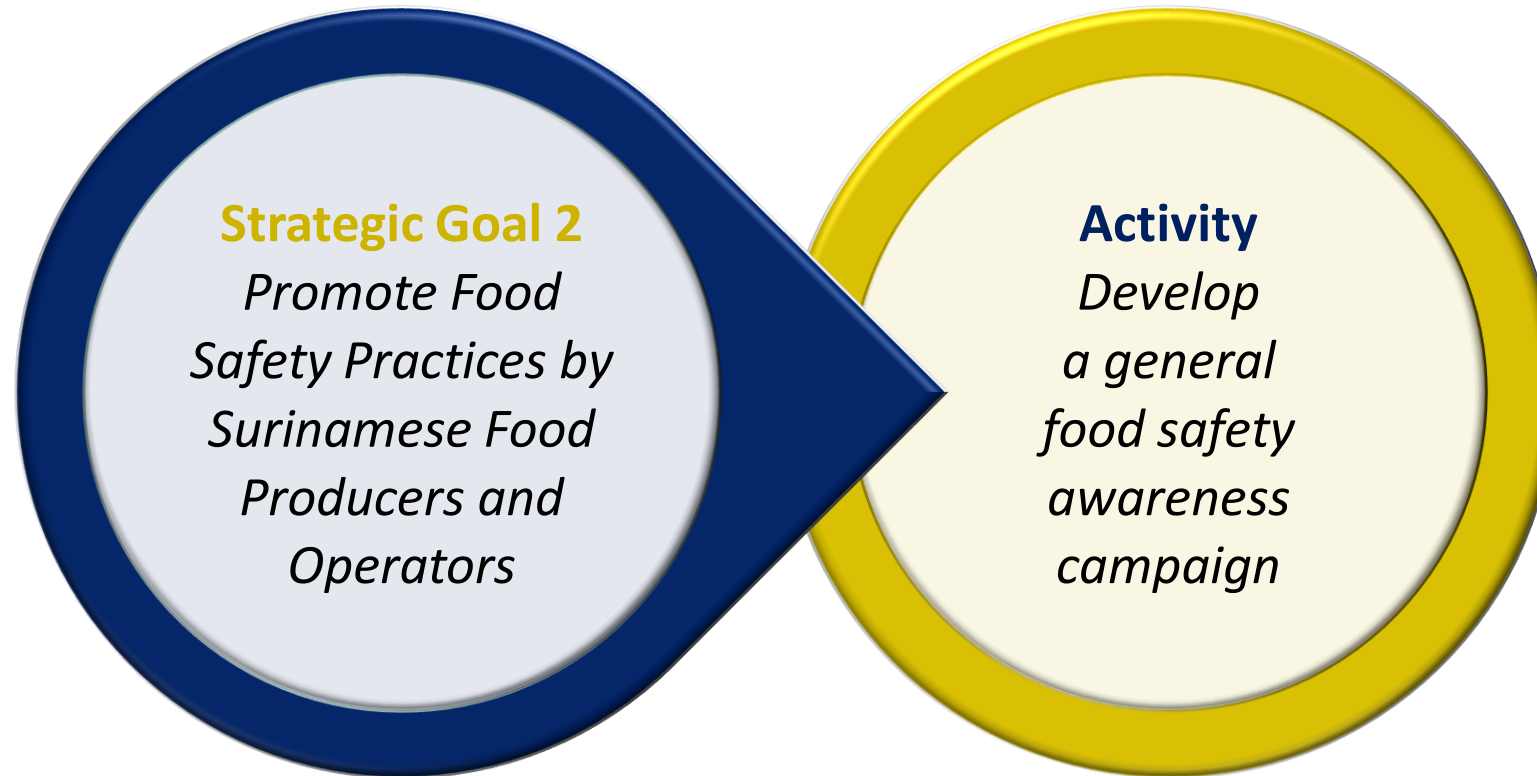 Strategic Goal 2
Promote Food
Safety Practices by
Surinamese Food
Producers and
Operators
Activity
Develop
a general
food safety
awareness
campaign